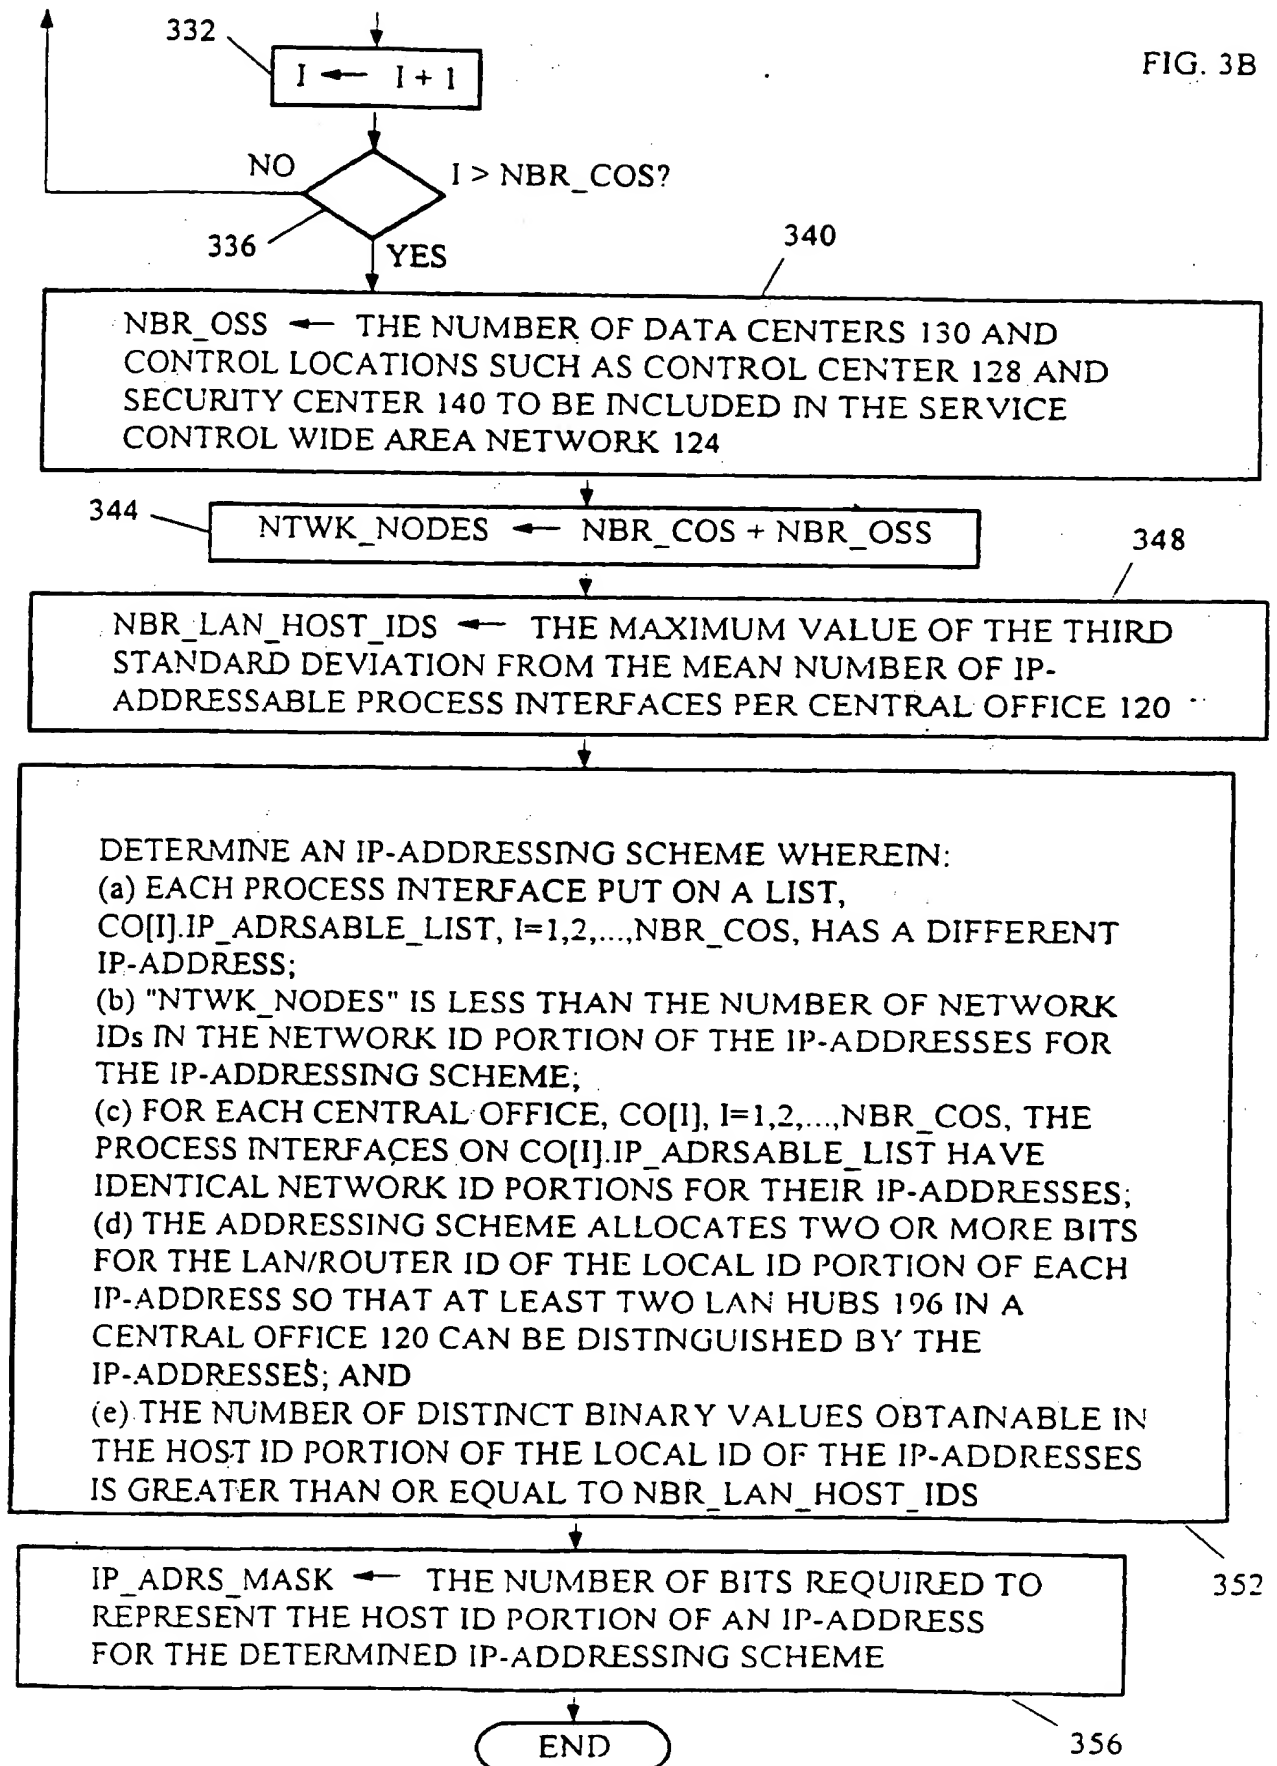 332
FIG. 3B
I ← I + 1
NO
I > NBR_COS?
336
YES
340
NBR_OSS ← THE NUMBER OF DATA CENTERS 130 AND
CONTROL LOCATIONS SUCH AS CONTROL CENTER 128 AND
SECURITY CENTER 140 TO BE INCLUDED IN THE SERVICE
CONTROL WIDE AREA NETWORK 124
344
NTWK_NODES ← NBR_COS + NBR_OSS
348
NBR_LAN_HOST_IDS ← THE MAXIMUM VALUE OF THE THIRD
STANDARD DEVIATION FROM THE MEAN NUMBER OF IP-
ADDRESSABLE PROCESS INTERFACES PER CENTRAL OFFICE 120
DETERMINE AN IP-ADDRESSING SCHEME WHEREIN:
(a) EACH PROCESS INTERFACE PUT ON A LIST,
CO[I].IP_ADRSABLE_LIST, I=1,2,...,NBR_COS, HAS A DIFFERENT
IP-ADDRESS;
(b) "NTWK_NODES" IS LESS THAN THE NUMBER OF NETWORK
IDs IN THE NETWORK ID PORTION OF THE IP-ADDRESSES FOR
THE IP-ADDRESSING SCHEME;
(c) FOR EACH CENTRAL OFFICE, CO[I], I=1,2,...,NBR_COS, THE
PROCESS INTERFACES ON CO[I].IP_ADRSABLE_LIST HAVE
IDENTICAL NETWORK ID PORTIONS FOR THEIR IP-ADDRESSES;
(d) THE ADDRESSING SCHEME ALLOCATES TWO OR MORE BITS
FOR THE LAN/ROUTER ID OF THE LOCAL ID PORTION OF EACH
IP-ADDRESS SO THAT AT LEAST TWO LAN HUBS 196 IN A
CENTRAL OFFICE 120 CAN BE DISTINGUISHED BY THE
IP-ADDRESSES; AND
(e) THE NUMBER OF DISTINCT BINARY VALUES OBTAINABLE IN
THE HOST ID PORTION OF THE LOCAL ID OF THE IP-ADDRESSES
IS GREATER THAN OR EQUAL TO NBR_LAN_HOST_IDS
352
IP_ADRS_MASK ← THE NUMBER OF BITS REQUIRED TO
REPRESENT THE HOST ID PORTION OF AN IP-ADDRESS
FOR THE DETERMINED IP-ADDRESSING SCHEME
356
END